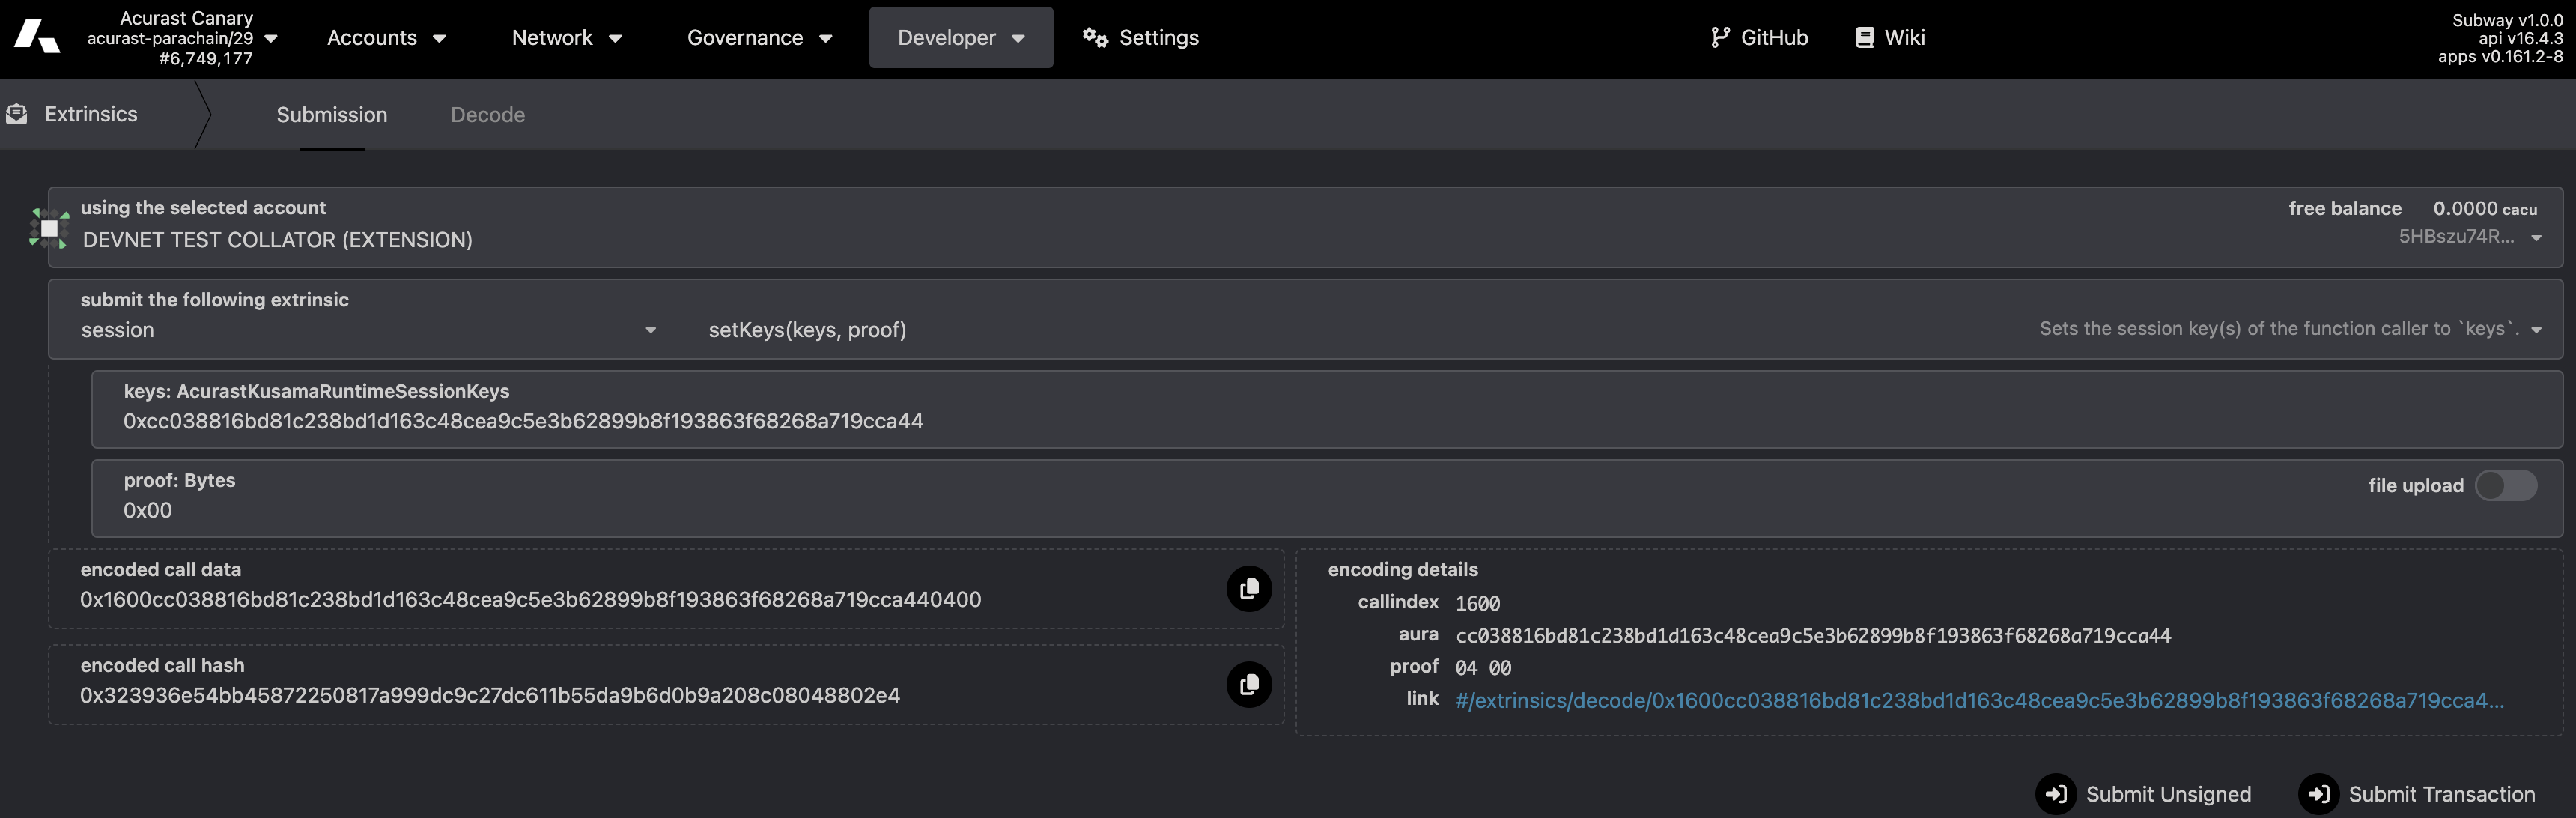 Acurast Canary
acurast-parachain/29
#6,749,177
Accounts
Network
Governance
Developer
Settings
GitHub
Wiki
Subway v1.0.0
api v16.4.3
apps v0.161.2-8
Extrinsics
Submission
Decode
using the selected account
DEVNET TEST COLLATOR (EXTENSION)
free balance 0.0000 cacu
5HBszu74R...
submit the following extrinsic
session
setKeys(keys, proof)
Sets the session key(s) of the function caller to `keys`.
keys: AcurastKusamaRuntimeSessionKeys
0xcc038816bd81c238bd1d163c48cea9c5e3b62899b8f193863f68268a719cca44
proof: Bytes
0x00
file upload
encoded call data
0x1600cc038816bd81c238bd1d163c48cea9c5e3b62899b8f193863f68268a719cca440400
encoded call hash
0x323936e54bb45872250817a999dc9c27dc611b55da9b6d0b9a208c08048802e4
encoding details
callindex 1600
aura cc038816bd81c238bd1d163c48cea9c5e3b62899b8f193863f68268a719cca44
proof 04 00
link #/extrinsics/decode/0x1600cc038816bd81c238bd1d163c48cea9c5e3b62899b8f193863f68268a719cca4...
Submit Unsigned
Submit Transaction